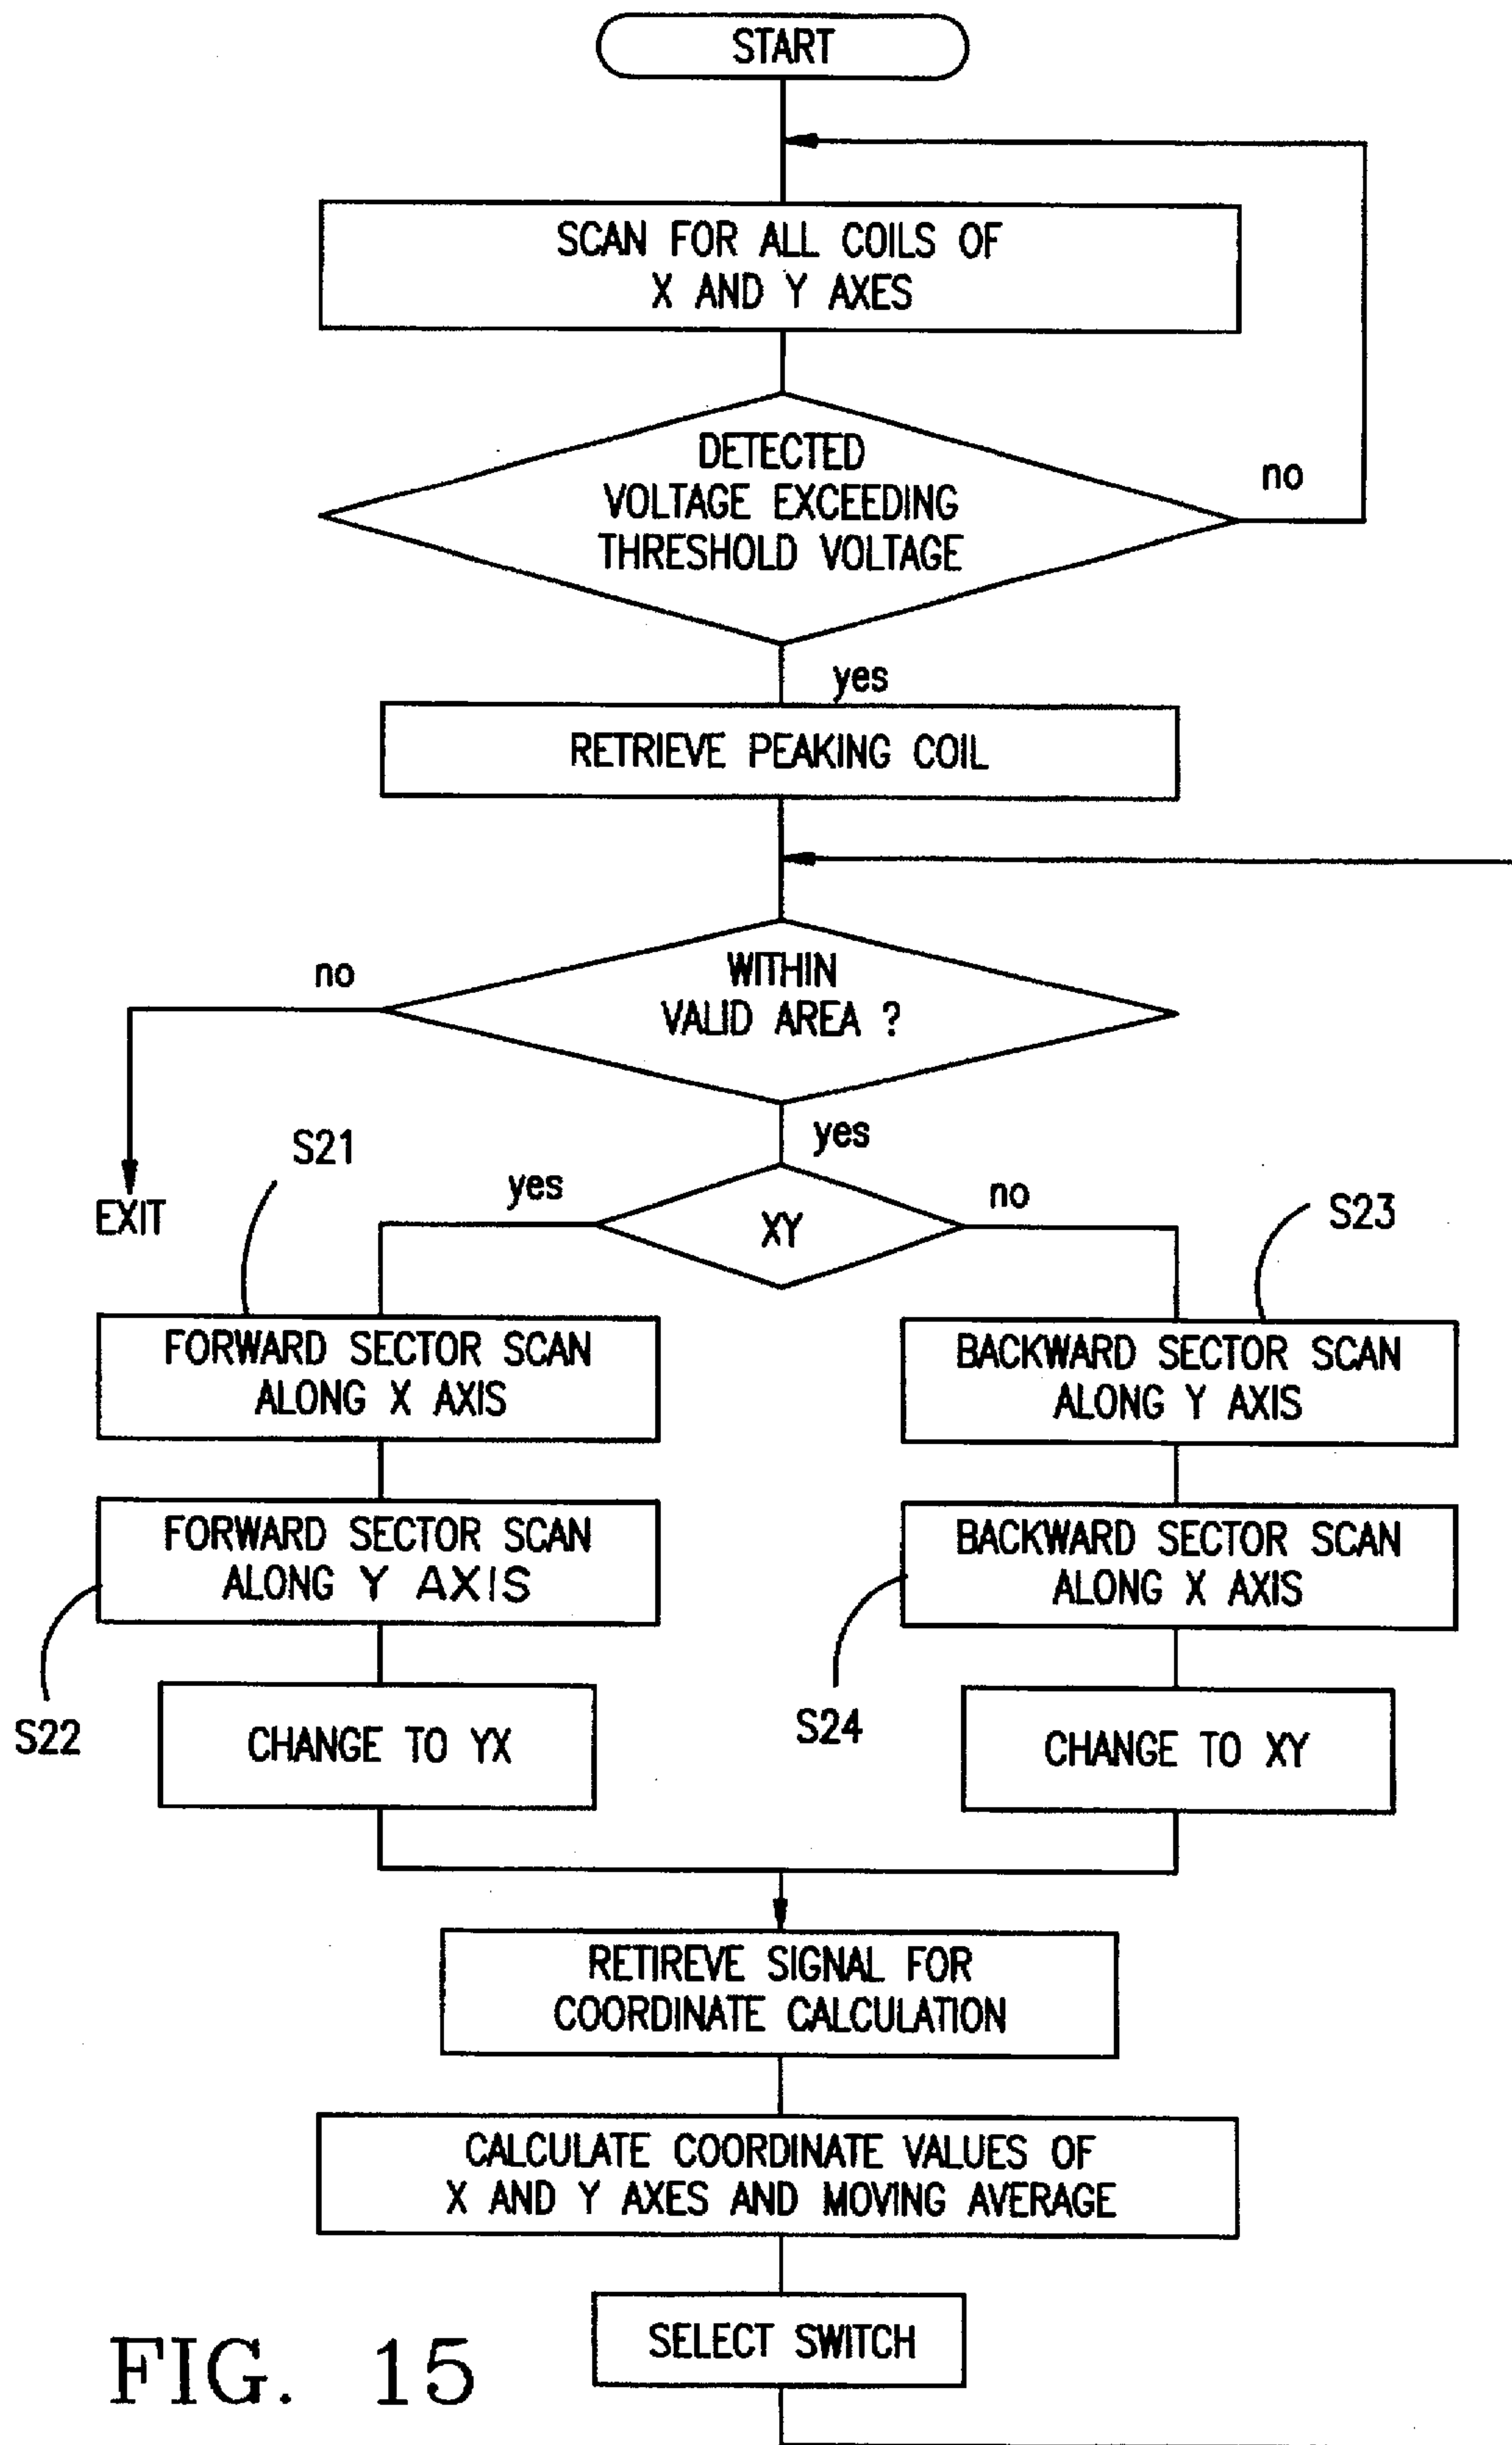 START
SCAN FOR ALL COILS OF
X AND Y AXES
DETECTED
VOLTAGE EXCEEDING
THRESHOLD VOLTAGE
no
yes
RETRIEVE PEAKING COIL
WITHIN
VALID AREA ?
no
yes
EXIT
XY
yes
no
S21
S23
FORWARD SECTOR SCAN
ALONG X AXIS
BACKWARD SECTOR SCAN
ALONG Y AXIS
FORWARD SECTOR SCAN
ALONG Y AXIS
BACKWARD SECTOR SCAN
ALONG X AXIS
S22
S24
CHANGE TO YX
CHANGE TO XY
RETIREVE SIGNAL FOR
COORDINATE CALCULATION
CALCULATE COORDINATE VALUES OF
X AND Y AXES AND MOVING AVERAGE
SELECT SWITCH
FIG. 15